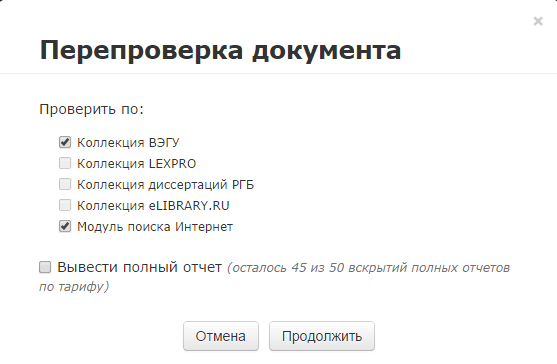 Перепроверка документа
Проверить по:
Коллекция ВЭГУ
Коллекция LEXPRO
Коллекция диссертаций РГБ
Коллекция eLIBRARY.RU
Модуль поиска Интернет
Вывести полный отчет (осталось 45 из 50 вскрытий полных отчетов
по тарифу)
Отмена Продолжить